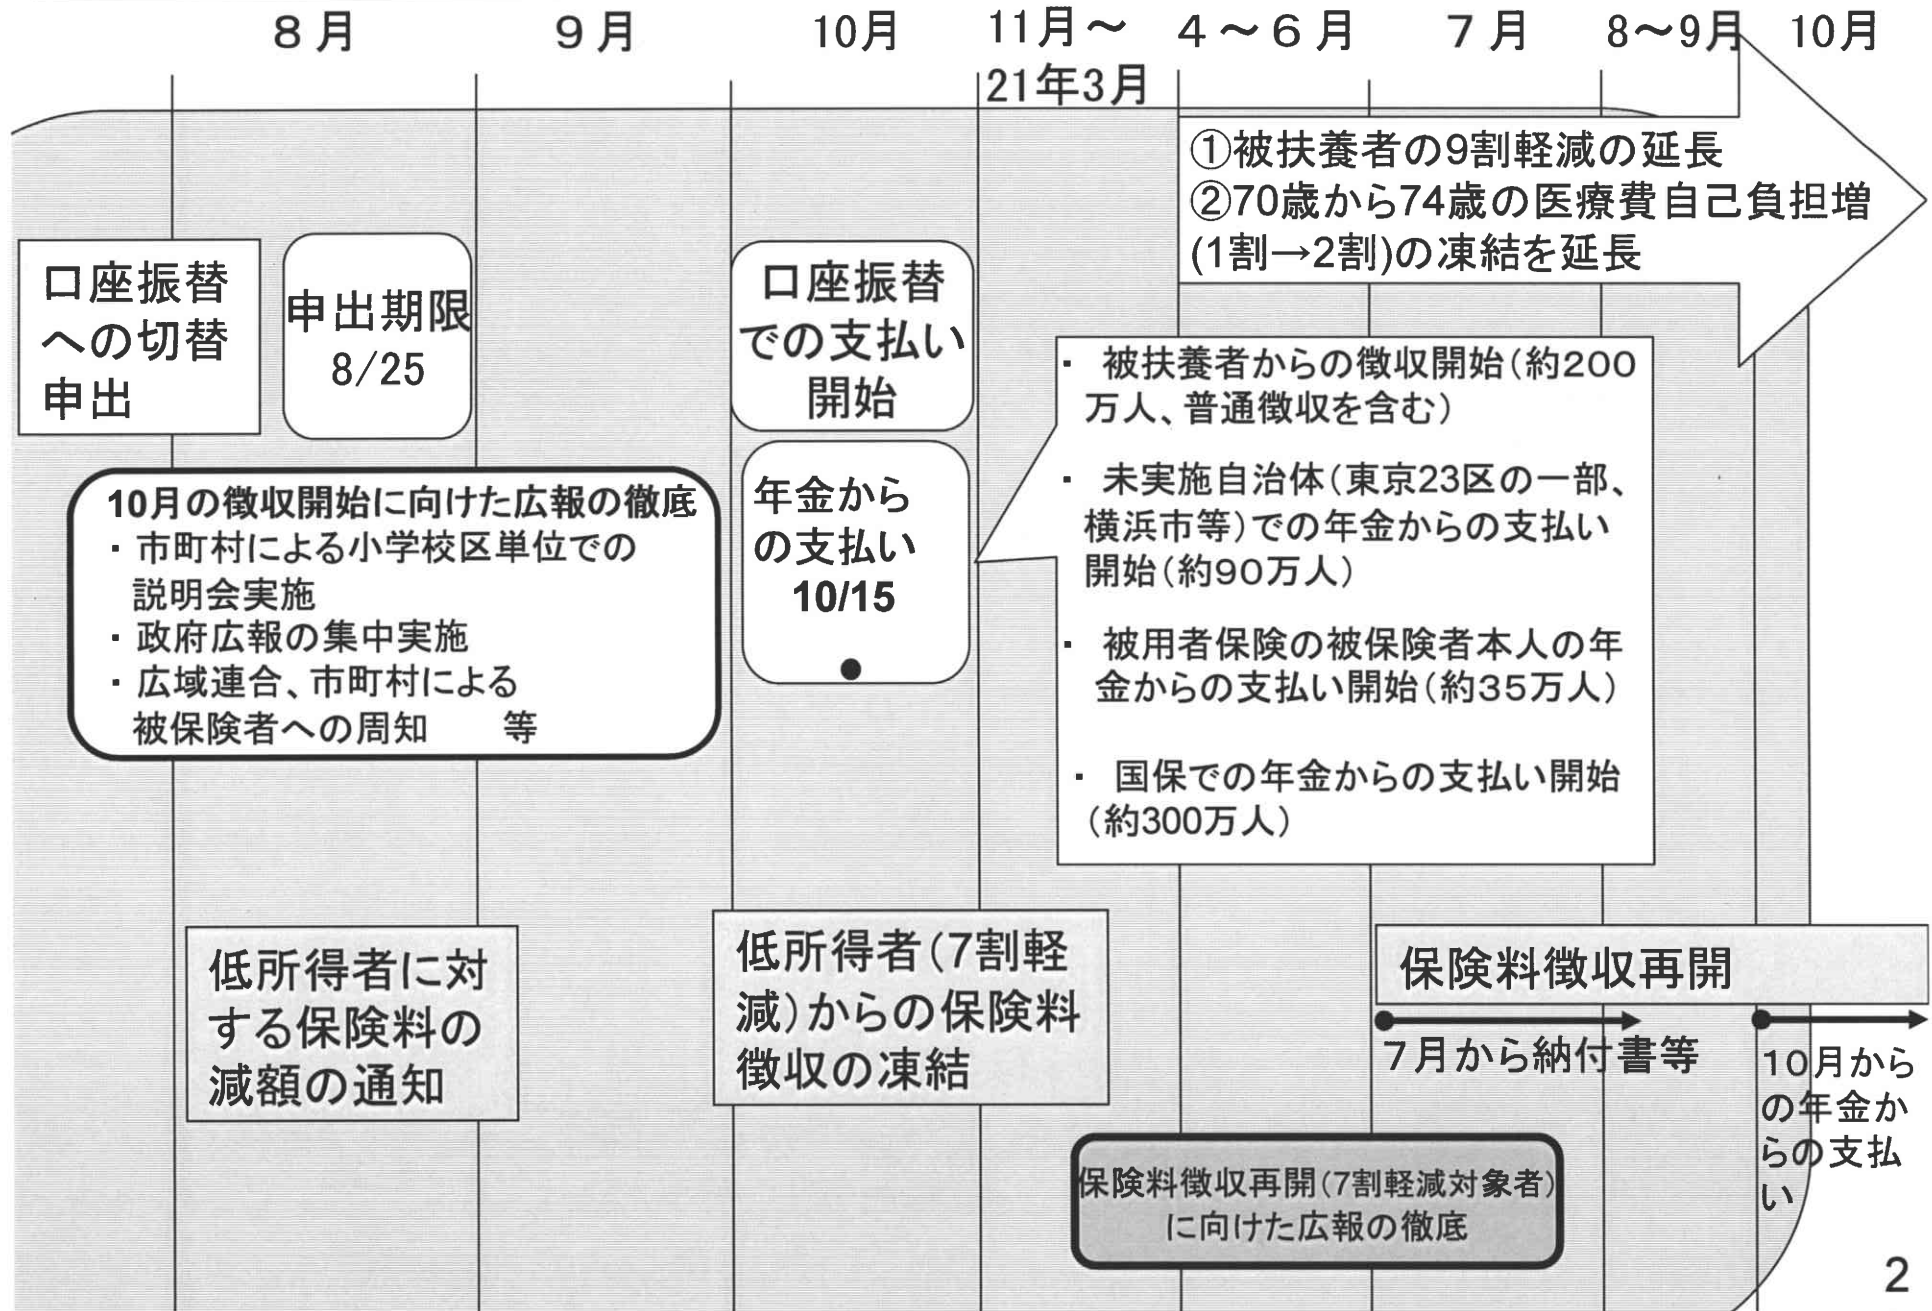 8月
9月
10月
11月～
21年3月
4～6月
7月
8～9月
10月
①被扶養者の9割軽減の延長
②70歳から74歳の医療費自己負担増
(1割→2割)の凍結を延長
口座振替
への切替
申出
申出期限
8/25
口座振替
での支払い
開始
年金から
の支払い
10/15
・ 被扶養者からの徴収開始(約200
万人、普通徴収を含む)
・ 未実施自治体(東京23区の一部、
横浜市等)での年金からの支払い
開始(約90万人)
・ 被用者保険の被保険者本人の年
金からの支払い開始(約35万人)
・ 国保での年金からの支払い開始
(約300万人)
10月の徴収開始に向けた広報の徹底
・市町村による小学校区単位での
説明会実施
・政府広報の集中実施
・広域連合、市町村による
被保険者への周知　　等
低所得者に対
する保険料の
減額の通知
低所得者(7割軽
減)からの保険料
徴収の凍結
保険料徴収再開
7月から納付書等
10月から
の年金か
らの支払
い
保険料徴収再開(7割軽減対象者)
に向けた広報の徹底
2